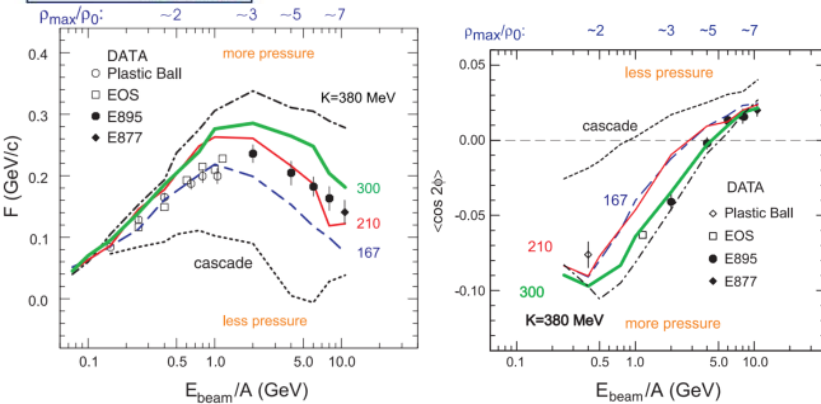 ρmax/ρ0: ~2 ~3 ~5 ~7
0.4
0.3
0.2
0.1
0.0
F (GeV/c)
DATA
Plastic Ball
EOS
E895
E877
more pressure
K=380 MeV
300
210
167
cascade
less pressure
0.1 0.5 1.0 5.0 10.0
Ebeam/A (GeV)
ρmax/ρ0: ~2 ~3 ~5 ~7
0.05
0.00
-0.05
-0.10
<cos 2ϕ>
less pressure
cascade
167
210
300
DATA
Plastic Ball
EOS
E895
E877
K=380 MeV
more pressure
0.1 0.5 1.0 5.0 10.0
Ebeam/A (GeV)